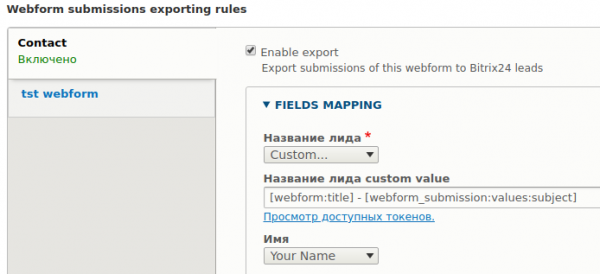 Webform submissions exporting rules
Contact
Включено
tst webform
Enable export
Export submissions of this webform to Bitrix24 leads
▼ FIELDS MAPPING
Название лида *
Custom...
Название лида custom value
[webform:title] - [webform_submission:values:subject]
Просмотр доступных токенов.
Имя
Your Name